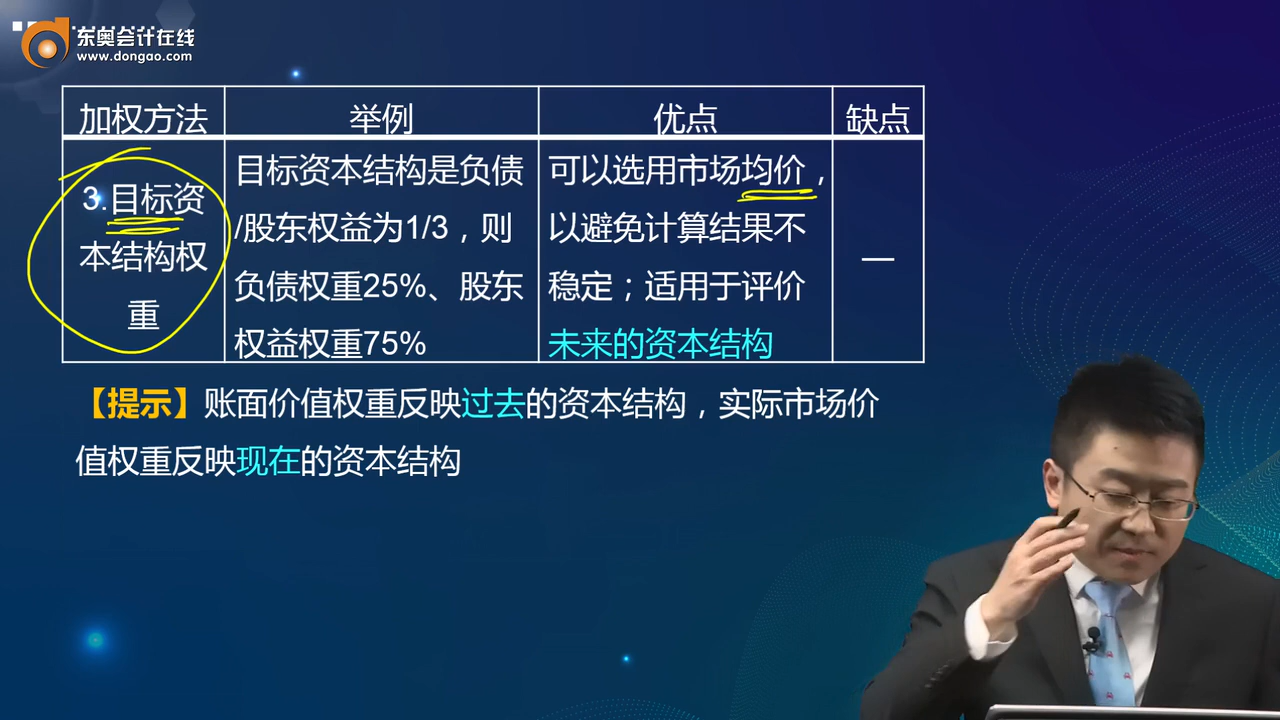 东奥会计在线
www.dongao.com
加权方法 举例 优点 缺点
3.目标资
本结构权
重
目标资本结构是负债
/股东权益为1/3，则
负债权重25%、股东
权益权重75%
可以选用市场均价，
以避免计算结果不
稳定；适用于评价
未来的资本结构
—
【提示】账面价值权重反映过去的资本结构，实际市场价
值权重反映现在的资本结构